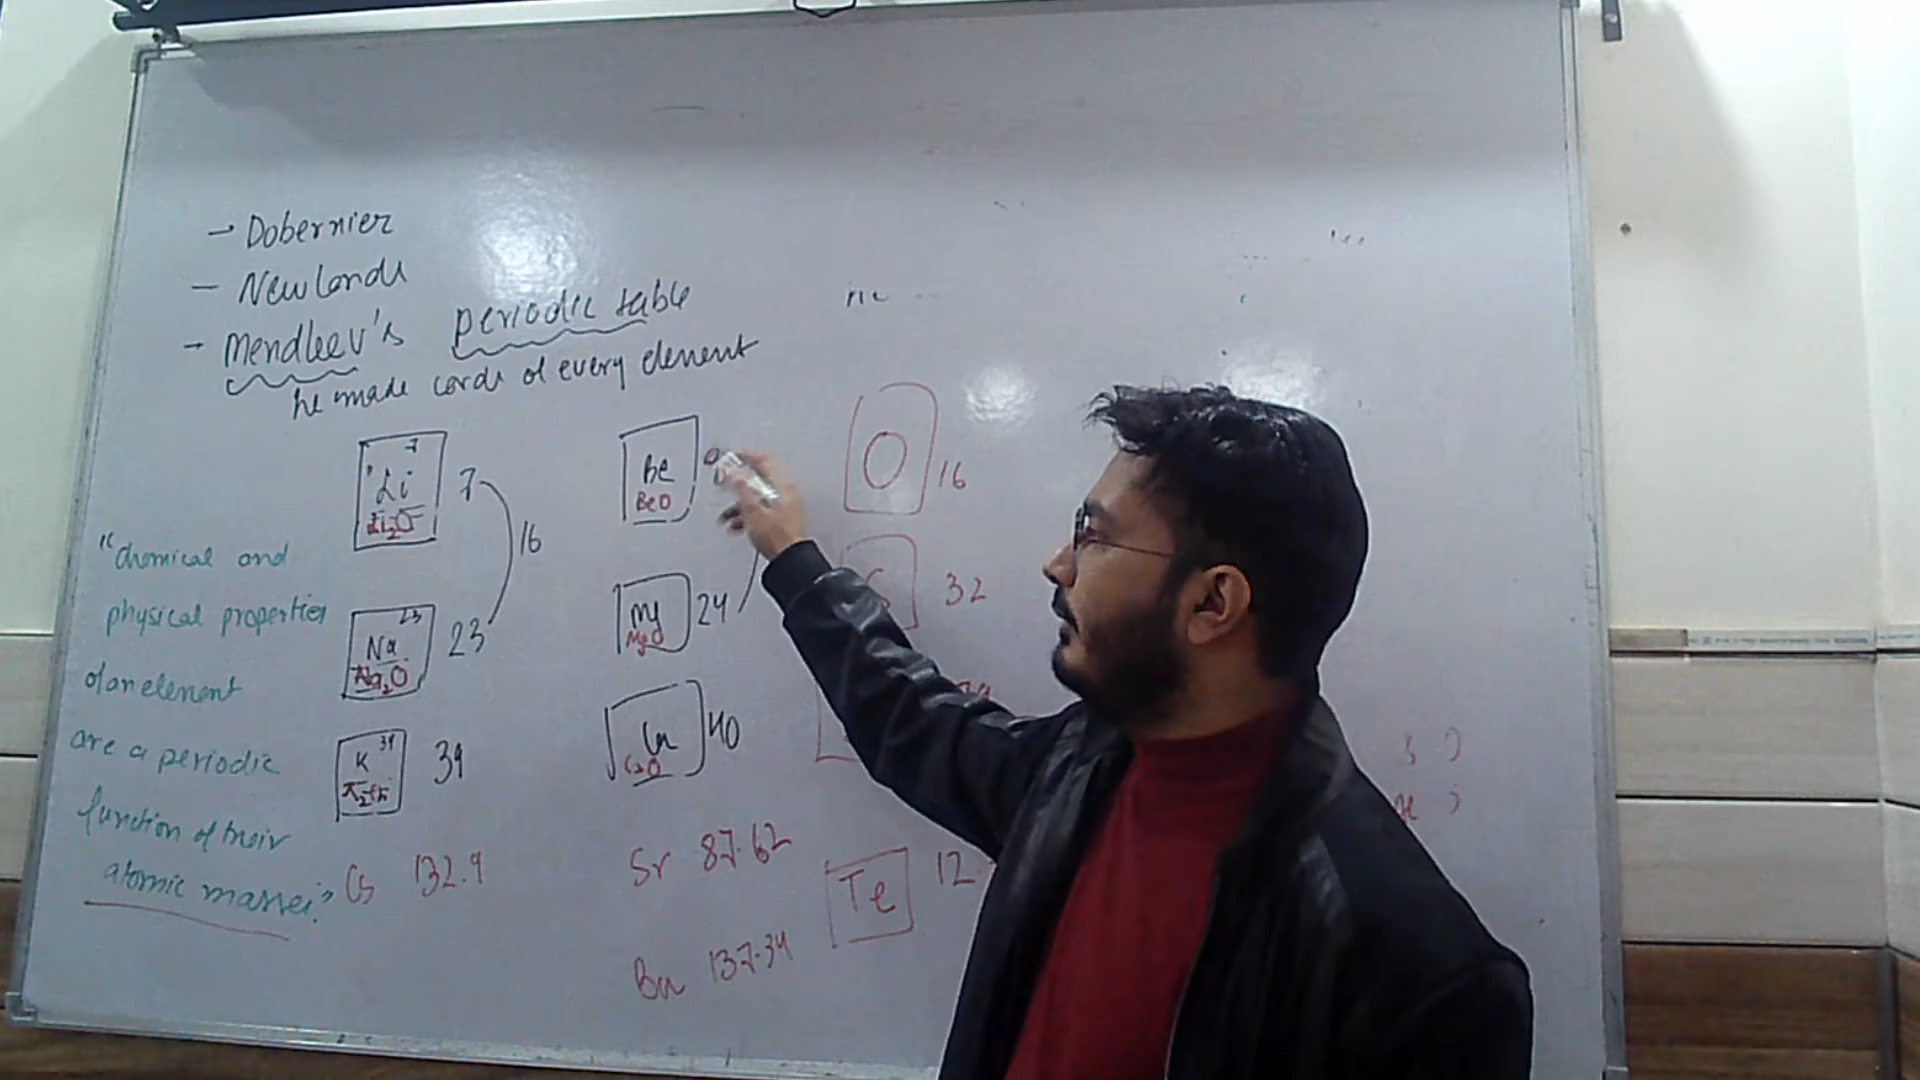 → Dobernier
— Newlands
→ Mendleev's periodic table
he made cards of every element
Li 7
Li₂O
7
16
Na 23
Na₂O
23
K 39
39
Cs 132.9
Be
BeO
Mg
MgO
24
Ca
CaO
40
Sr 87.62
Ba 137.34
O
16
32
Te
12
"chemical and
physical properties
of an element
are a periodic
function of their
atomic masses"